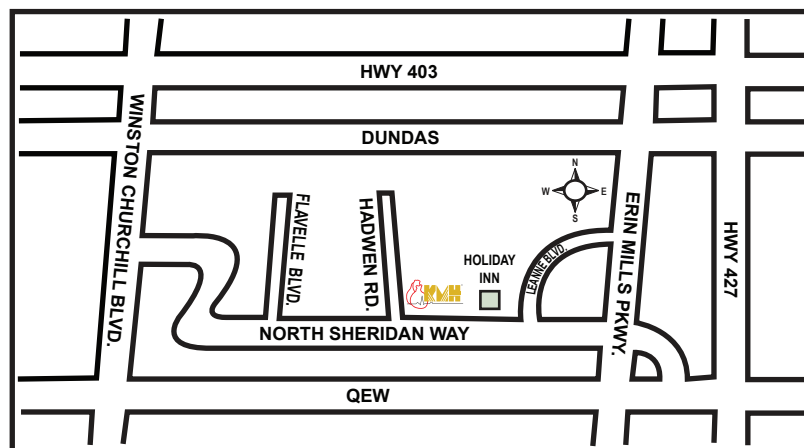 HWY 403
DUNDAS
WINSTON CHURCHILL BLVD.
FLAVELLE BLVD.
HADWEN RD.
N
W E
S
ERIN MILLS PKWY.
HWY 427
HOLIDAY
INN
LEANNE BLVD.
KMH
NORTH SHERIDAN WAY
QEW